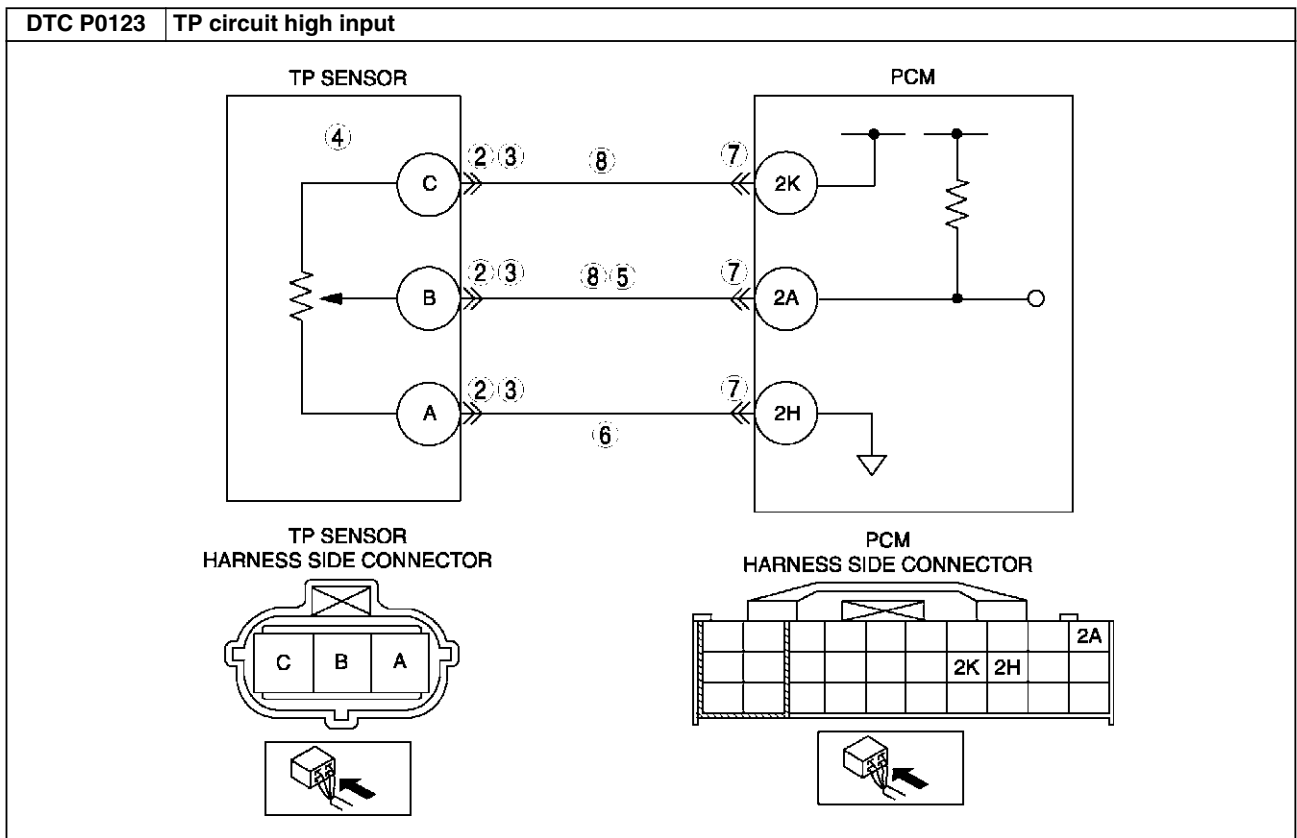 DTC P0123 TP circuit high input
TP SENSOR PCM
④
② ③ ⑧ ⑦
C 2K
② ③ ⑧ ⑤ ⑦
B 2A
② ③ ⑦
A 2H
⑥
TP SENSOR
HARNESS SIDE CONNECTOR
PCM
HARNESS SIDE CONNECTOR
C B A
2A
2K 2H